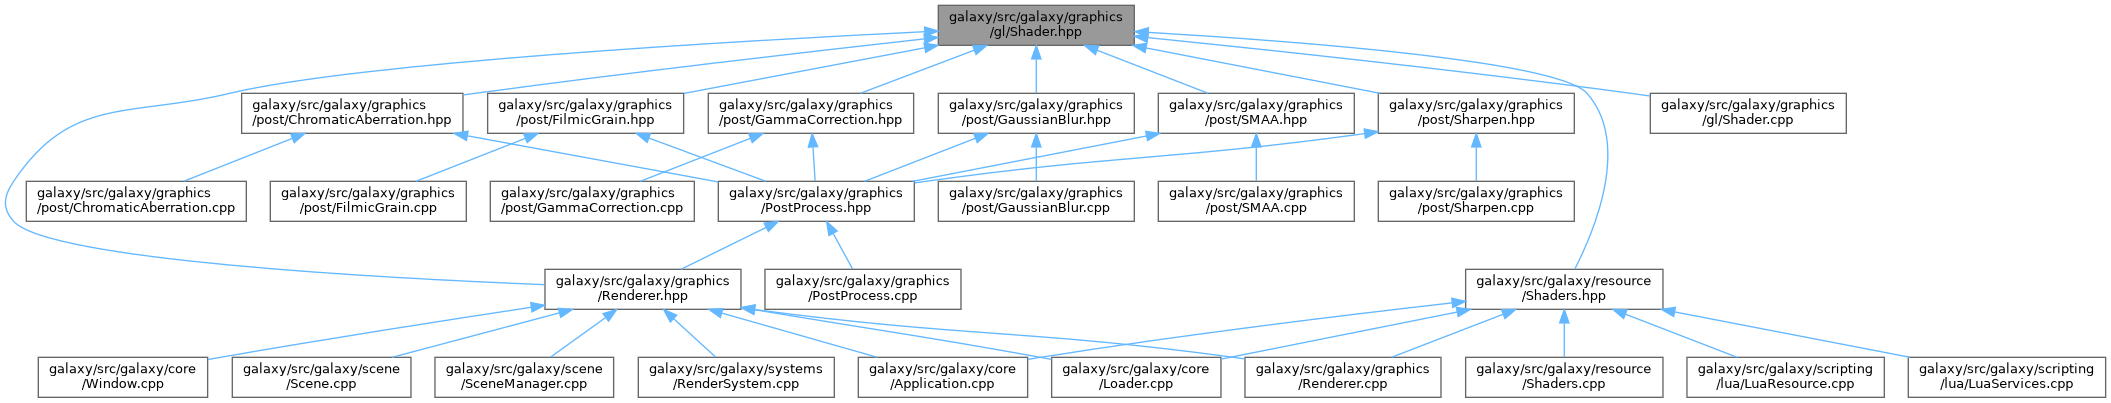 galaxy/src/galaxy/graphics
/gl/Shader.hpp
galaxy/src/galaxy/graphics
/post/ChromaticAberration.hpp
galaxy/src/galaxy/graphics
/post/FilmicGrain.hpp
galaxy/src/galaxy/graphics
/post/GammaCorrection.hpp
galaxy/src/galaxy/graphics
/post/GaussianBlur.hpp
galaxy/src/galaxy/graphics
/post/SMAA.hpp
galaxy/src/galaxy/graphics
/post/Sharpen.hpp
galaxy/src/galaxy/graphics
/gl/Shader.cpp
galaxy/src/galaxy/graphics
/post/ChromaticAberration.cpp
galaxy/src/galaxy/graphics
/post/FilmicGrain.cpp
galaxy/src/galaxy/graphics
/post/GammaCorrection.cpp
galaxy/src/galaxy/graphics
/PostProcess.hpp
galaxy/src/galaxy/graphics
/post/GaussianBlur.cpp
galaxy/src/galaxy/graphics
/post/SMAA.cpp
galaxy/src/galaxy/graphics
/post/Sharpen.cpp
galaxy/src/galaxy/graphics
/Renderer.hpp
galaxy/src/galaxy/graphics
/PostProcess.cpp
galaxy/src/galaxy/resource
/Shaders.hpp
galaxy/src/galaxy/core
/Window.cpp
galaxy/src/galaxy/scene
/Scene.cpp
galaxy/src/galaxy/scene
/SceneManager.cpp
galaxy/src/galaxy/systems
/RenderSystem.cpp
galaxy/src/galaxy/core
/Application.cpp
galaxy/src/galaxy/core
/Loader.cpp
galaxy/src/galaxy/graphics
/Renderer.cpp
galaxy/src/galaxy/resource
/Shaders.cpp
galaxy/src/galaxy/scripting
/lua/LuaResource.cpp
galaxy/src/galaxy/scripting
/lua/LuaServices.cpp